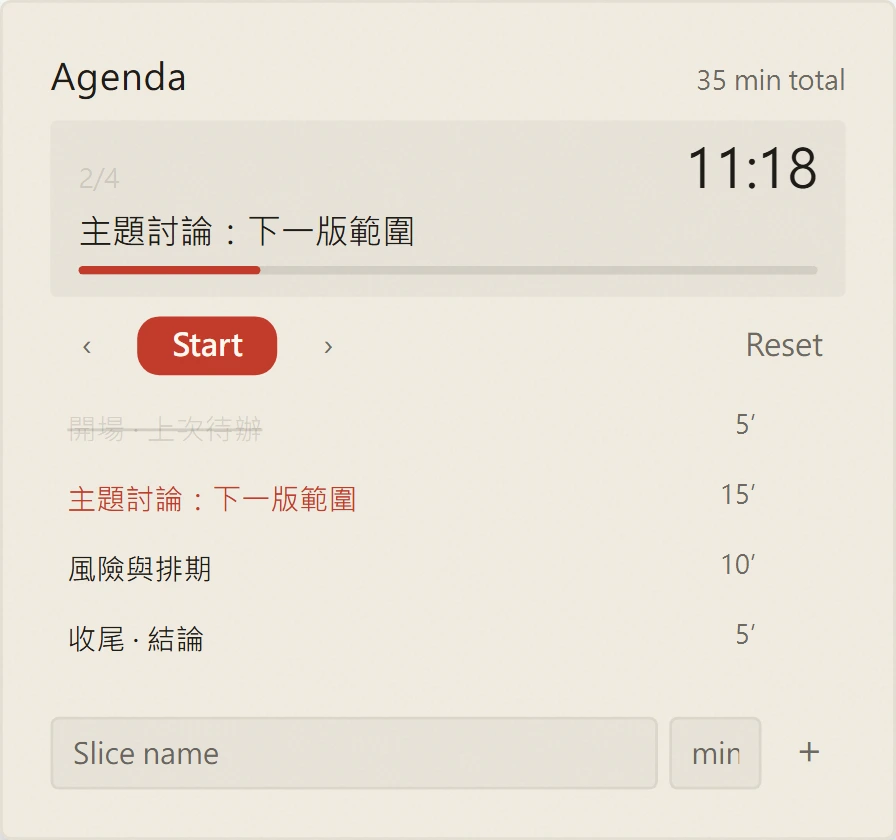 Agenda
35 min total
2/4
11:18
主題討論：下一版範圍
‹ Start › Reset
開場 · 上次待辦 5′
主題討論：下一版範圍 15′
風險與排期 10′
收尾 · 結論 5′
Slice name min +